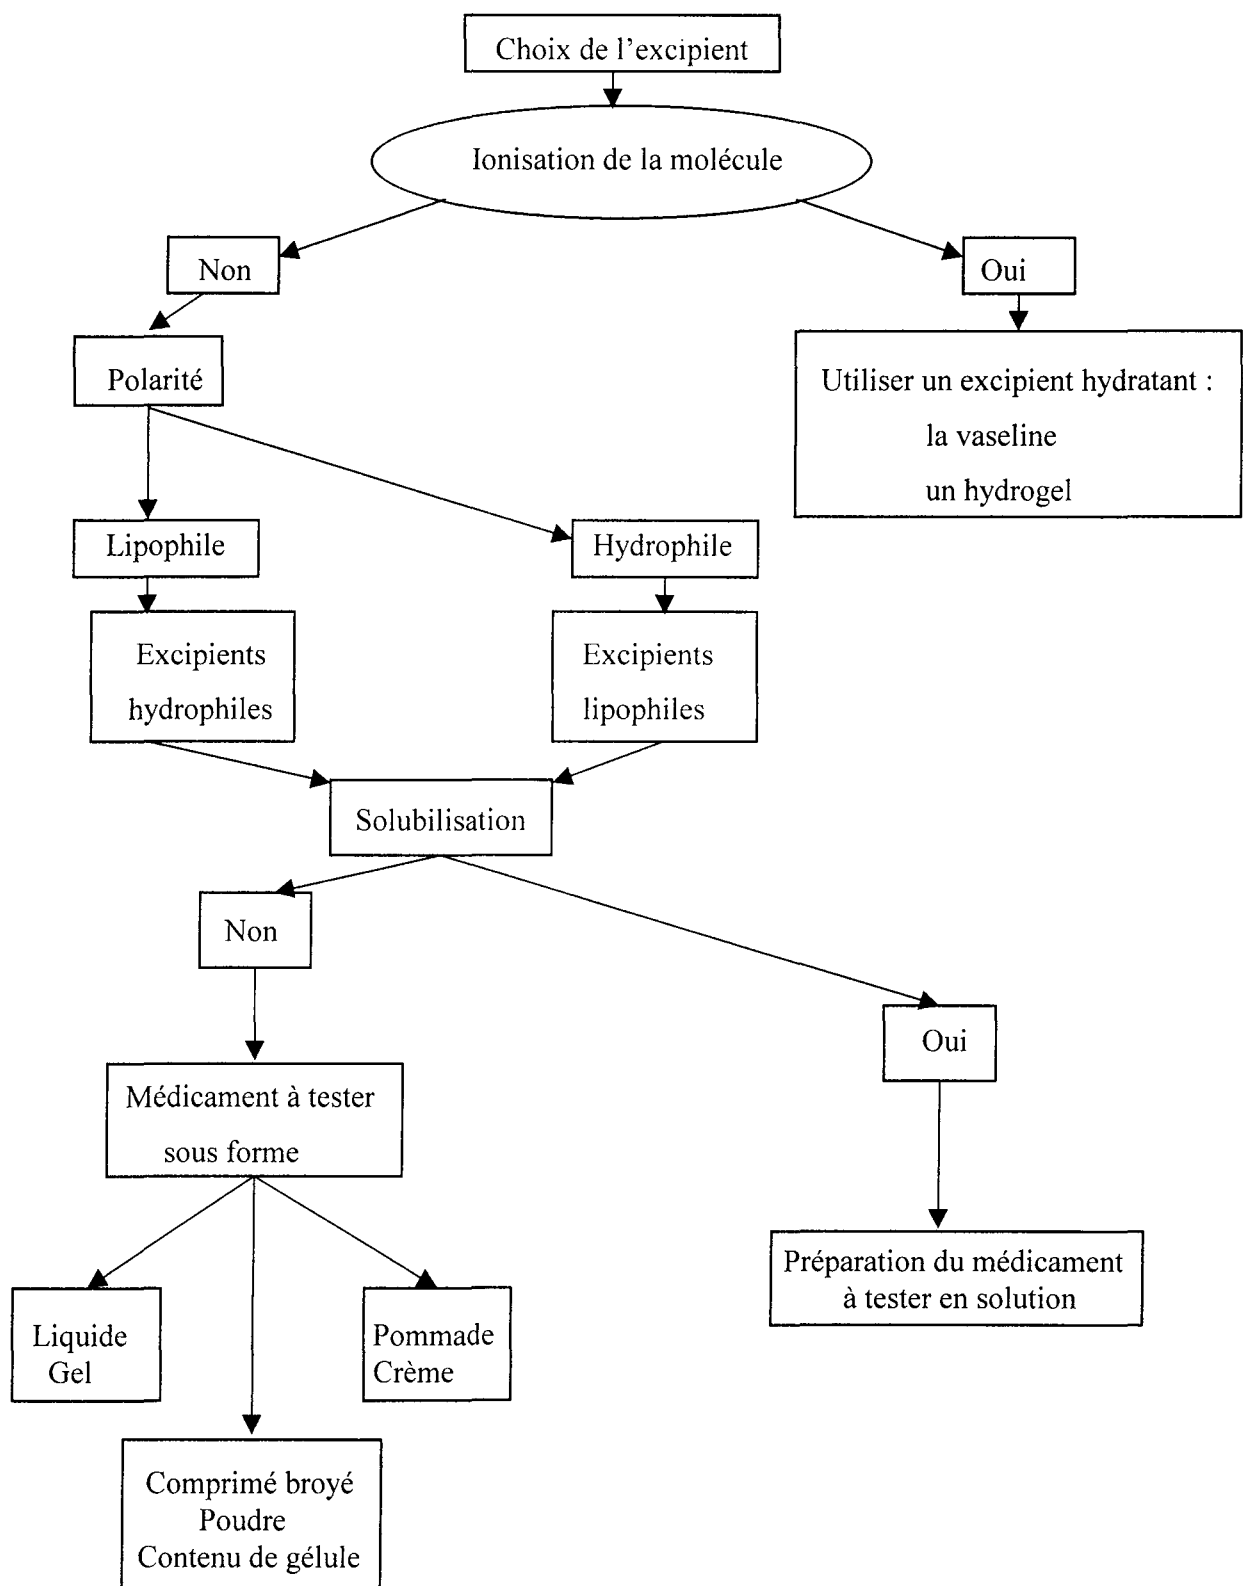 Choix de l'excipient
Ionisation de la molécule
Non
Oui
Polarité
Utiliser un excipient hydratant :
la vaseline
un hydrogel
Lipophile
Hydrophile
Excipients
hydrophiles
Excipients
lipophiles
Solubilisation
Non
Oui
Médicament à tester
sous forme
Préparation du médicament
à tester en solution
Liquide
Gel
Pommade
Crème
Comprimé broyé
Poudre
Contenu de gélule